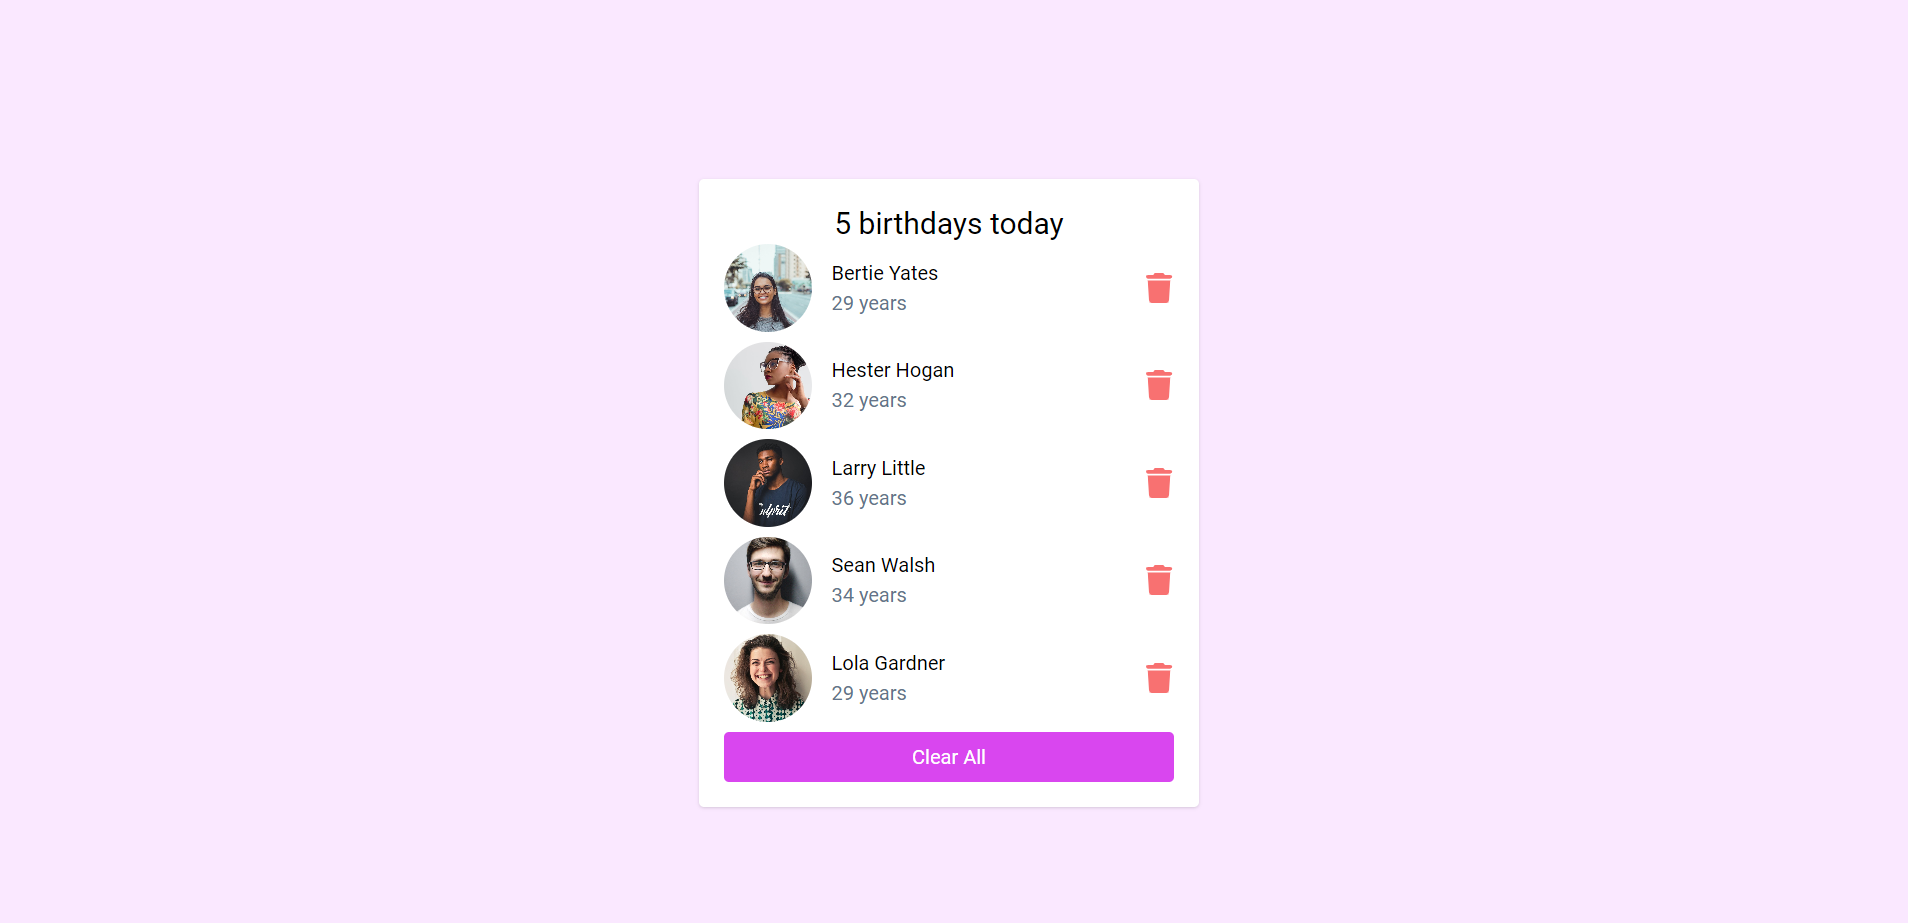 5 birthdays today
Bertie Yates
29 years
Hester Hogan
32 years
Larry Little
36 years
Sean Walsh
34 years
Lola Gardner
29 years
Clear All